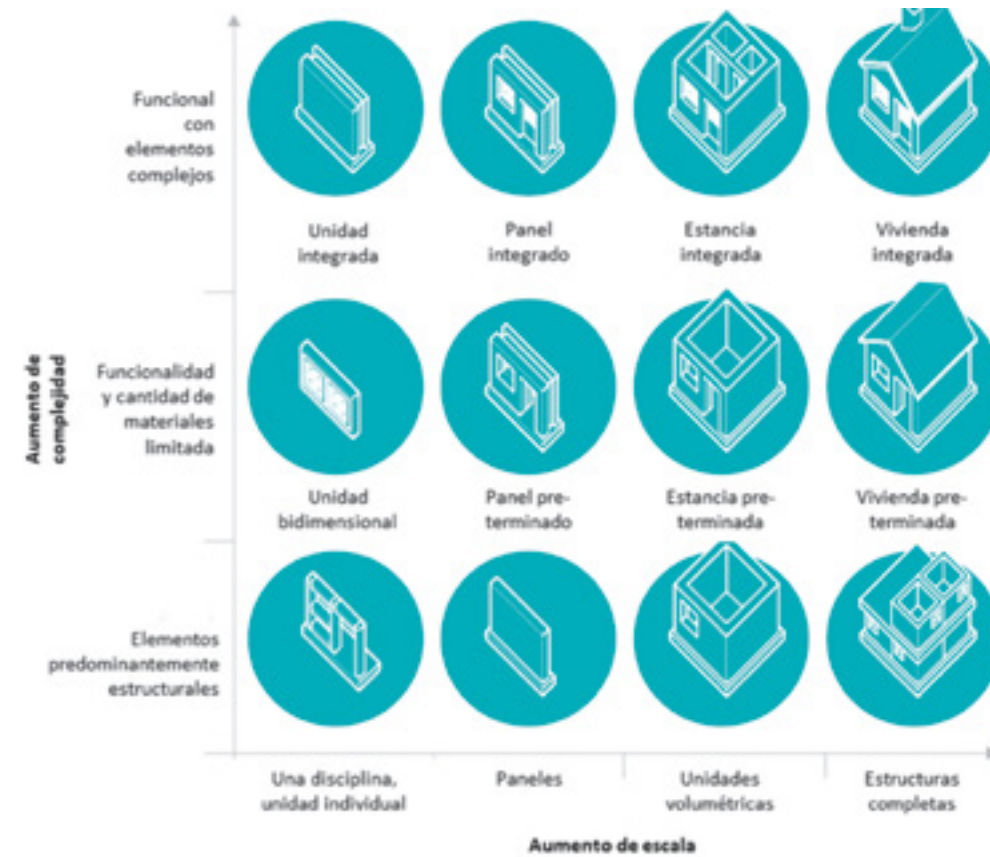 Funcional
con
elementos
complejos
Unidad
integrada
Panel
integrado
Estancia
integrada
Vivienda
integrada
Aumento de
complejidad
Funcionalidad
y cantidad de
materiales
limitada
Unidad
bidimensional
Panel pre-
terminado
Estancia pre-
terminada
Vivienda pre-
terminada
Elementos
predominantemente
estructurales
Una disciplina,
unidad individual
Paneles
Unidades
volumétricas
Estructuras
completas
Aumento de escala